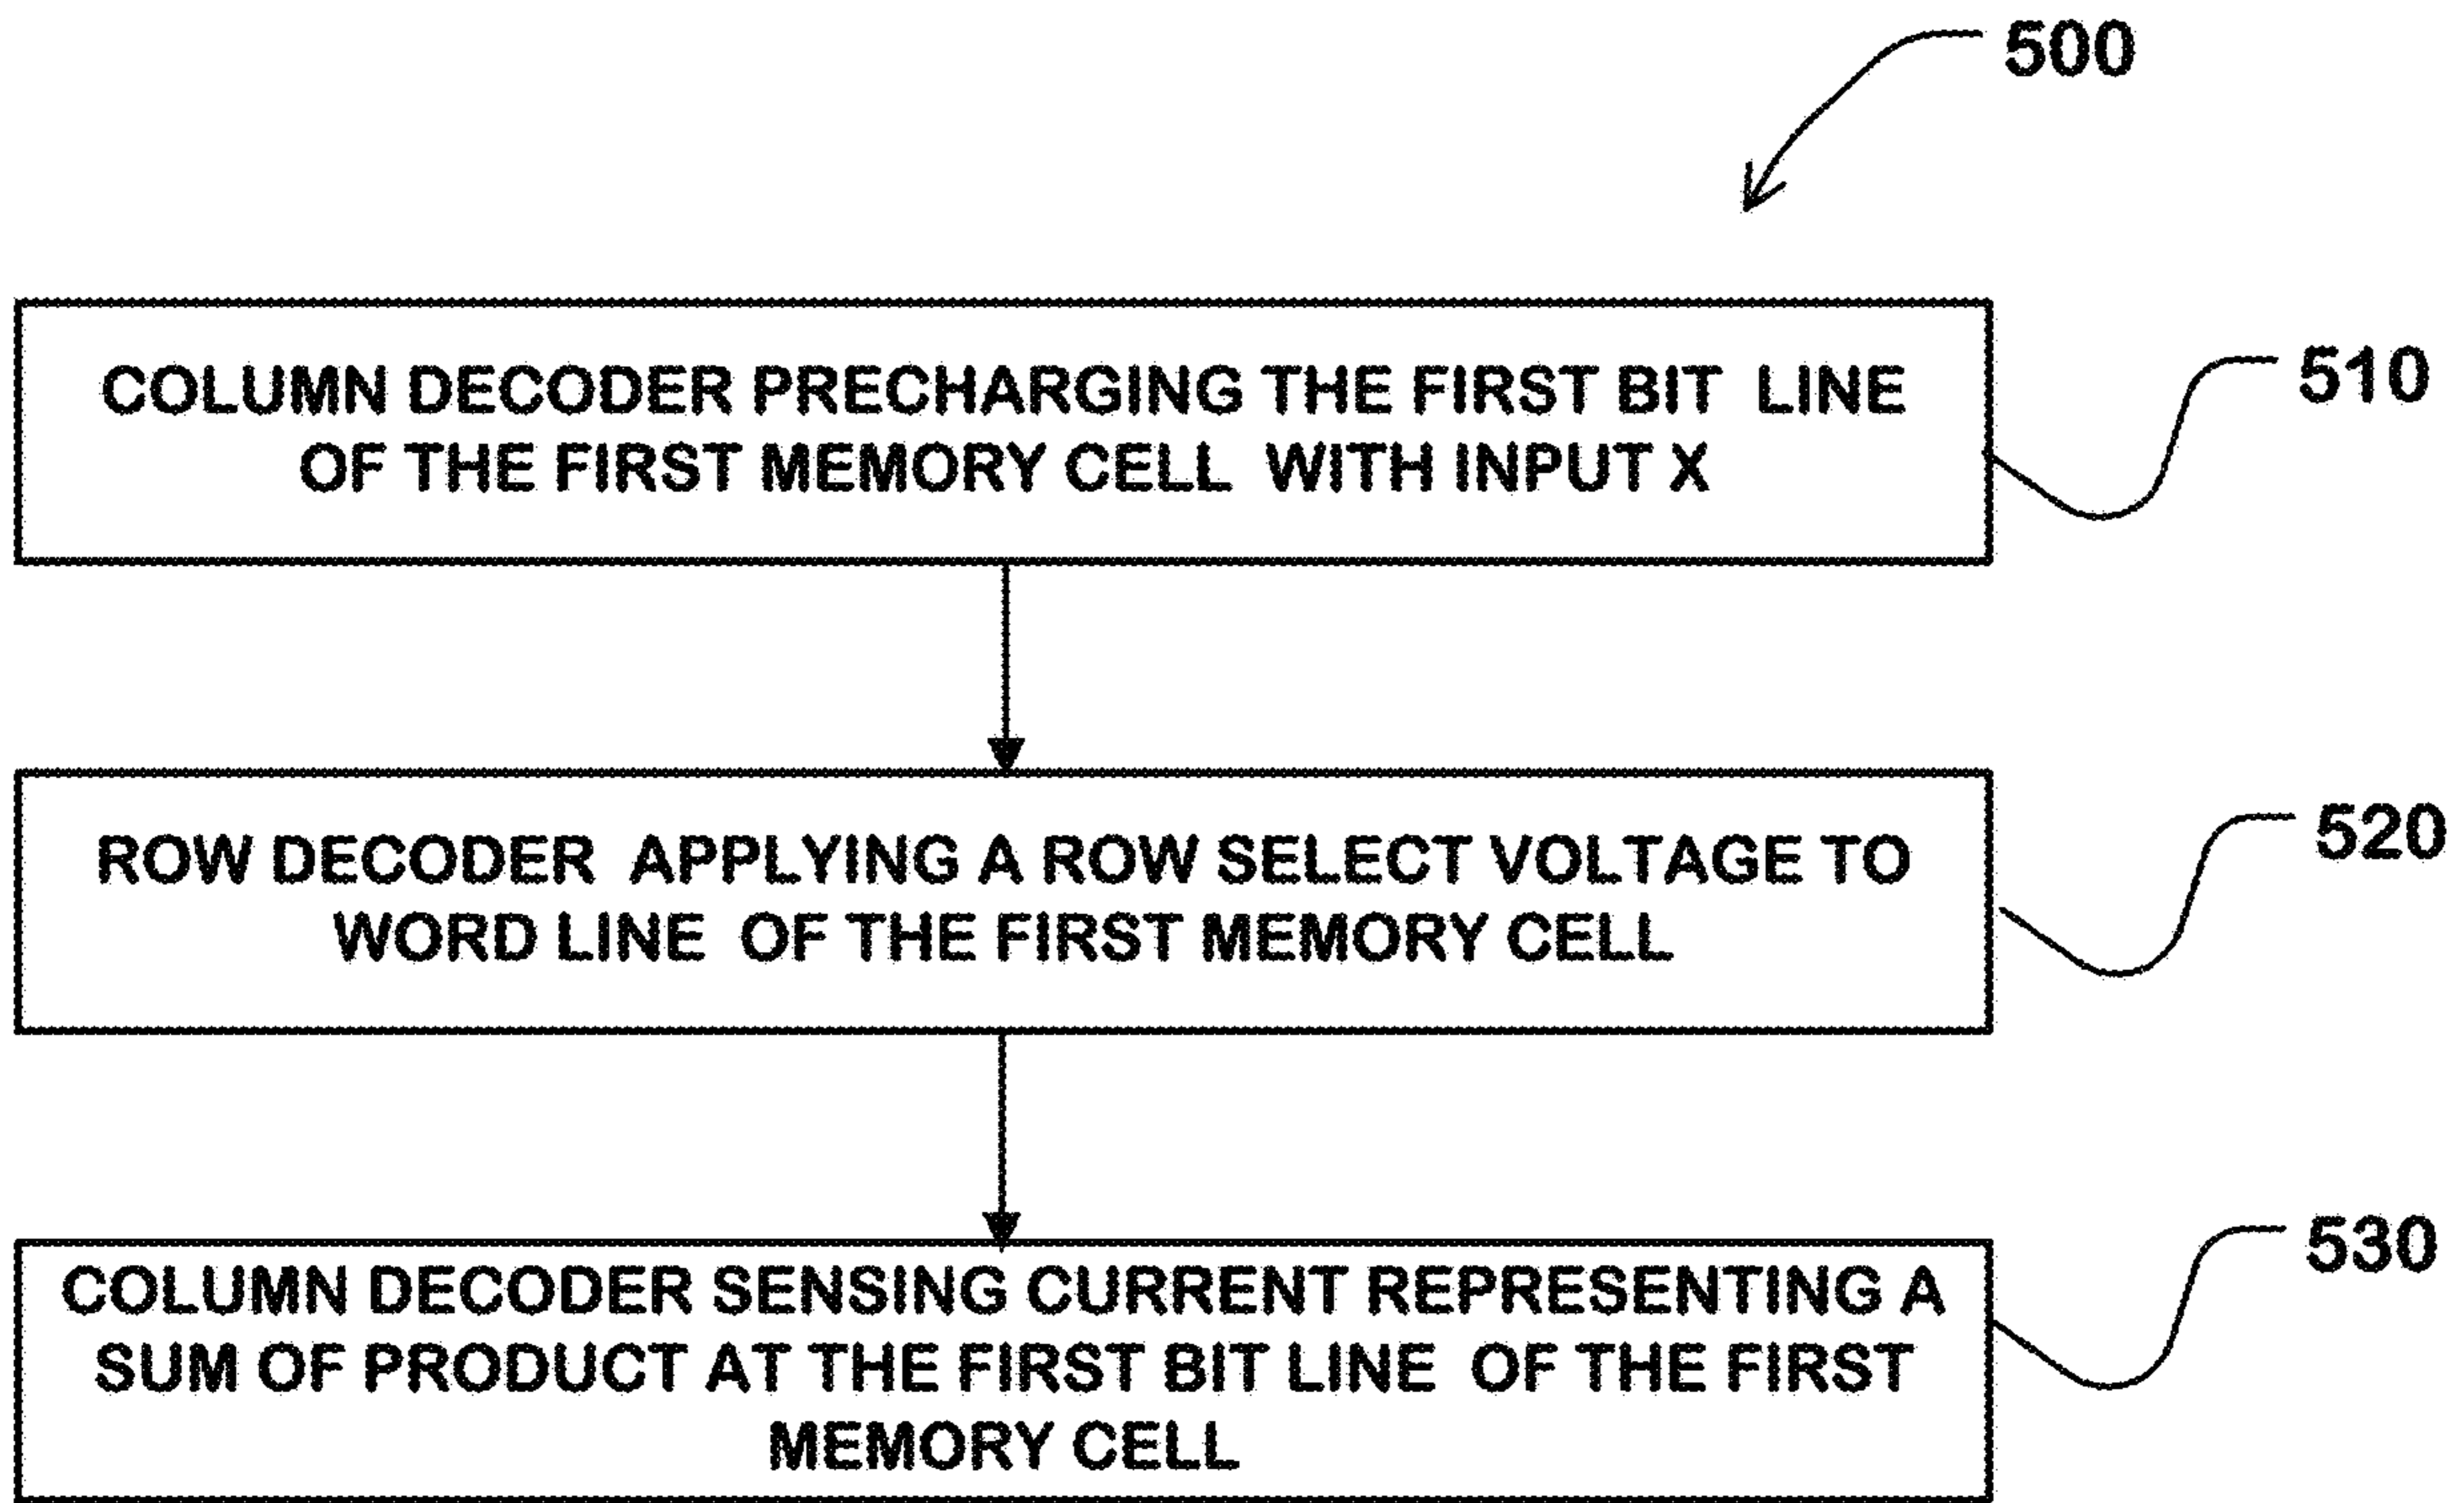 500
COLUMN DECODER PRECHARGING THE FIRST BIT LINE
OF THE FIRST MEMORY CELL WITH INPUT X
510
ROW DECODER APPLYING A ROW SELECT VOLTAGE TO
WORD LINE OF THE FIRST MEMORY CELL
520
COLUMN DECODER SENSING CURRENT REPRESENTING A
SUM OF PRODUCT AT THE FIRST BIT LINE OF THE FIRST
MEMORY CELL
530